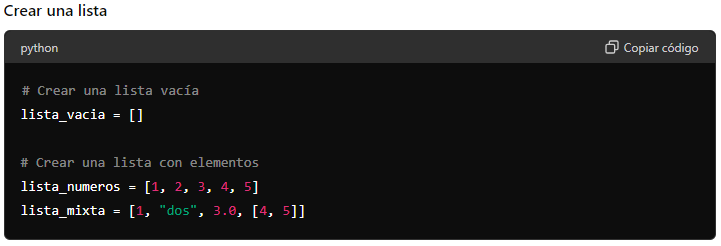 Crear una lista
python
Copiar código
# Crear una lista vacía
lista_vacia = []
# Crear una lista con elementos
lista_numeros = [1, 2, 3, 4, 5]
lista_mixta = [1, "dos", 3.0, [4, 5]]